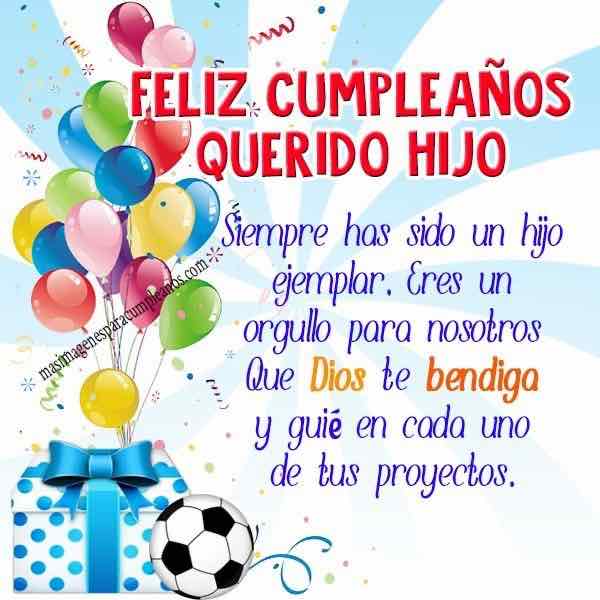 FELIZ CUMPLEAÑOS
QUERIDO HIJO
Siempre has sido un hijo
ejemplar. Eres un
orgullo para nosotros
Que Dios te bendiga
y guié en cada uno
de tus proyectos.
masimagenesparacumpleanos.com